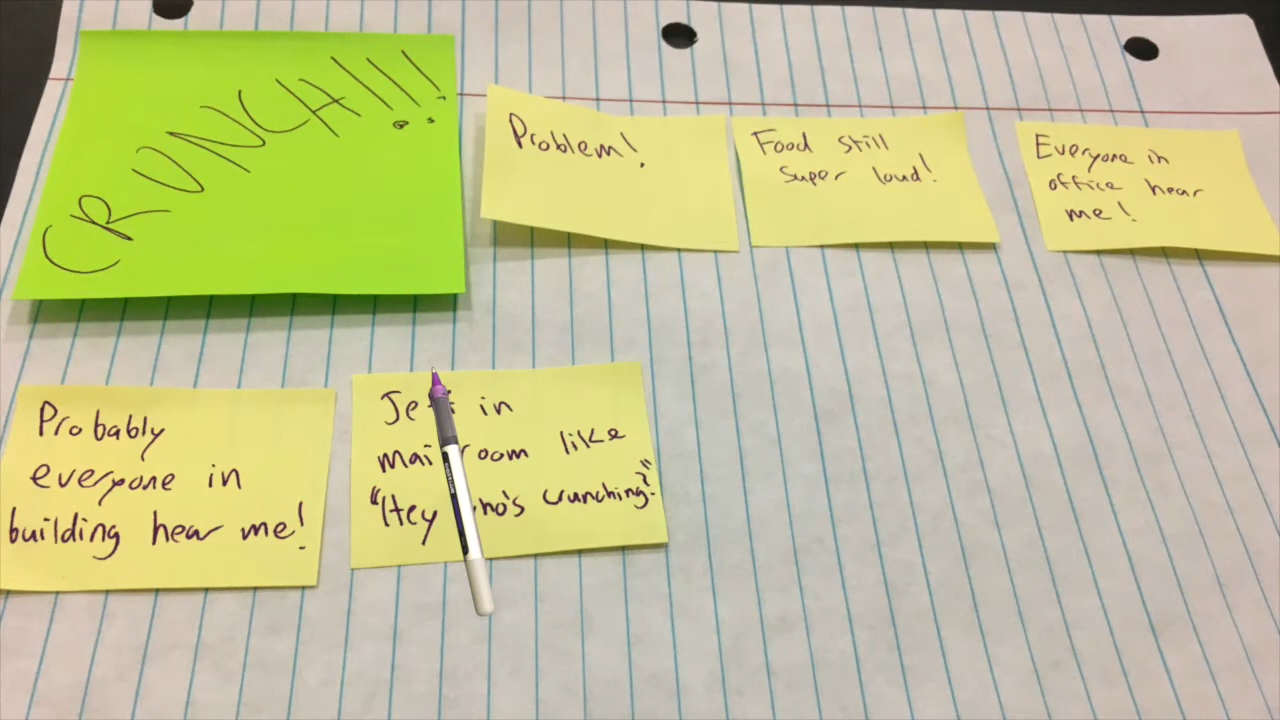 CRUNCH!!!
Problem!
Food still
super loud!
Everyone in
office hear
me!
Probably
everyone in
building hear me!
in
like
"Hey crunching?"